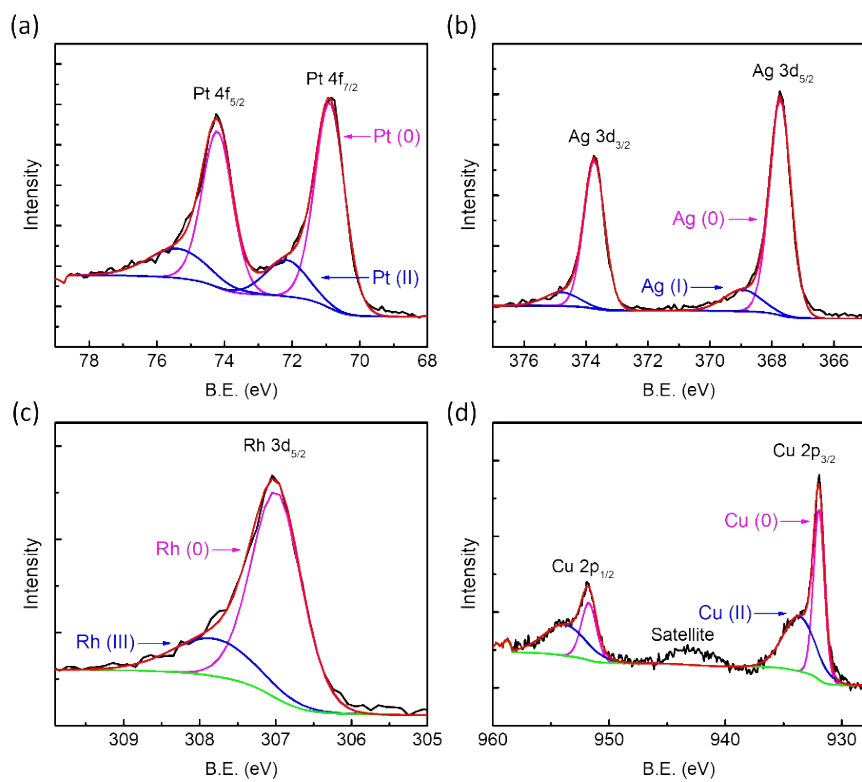 (a)
Pt 4f5/2
Pt 4f7/2
Pt (0)
Pt (II)
Intensity
78 76 74 72 70 68
B.E. (eV)
(b)
Ag 3d5/2
Ag 3d3/2
Ag (0)
Ag (I)
Intensity
376 374 372 370 368 366
B.E. (eV)
(c)
Rh 3d5/2
Rh (0)
Rh (III)
Intensity
309 308 307 306 305
B.E. (eV)
(d)
Cu 2p3/2
Cu (0)
Cu 2p1/2
Cu (II)
Satellite
Intensity
960 950 940 930
B.E. (eV)